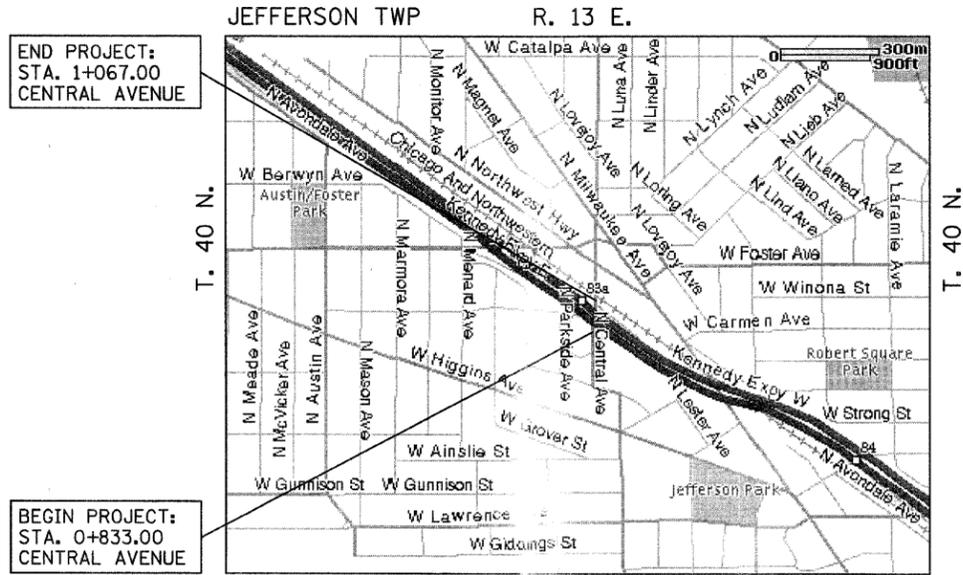 JEFFERSON TWP
R. 13 E.
END PROJECT:
STA. 1+067.00
CENTRAL AVENUE
T. 40 N.
T. 40 N.
BEGIN PROJECT:
STA. 0+833.00
CENTRAL AVENUE
0 300m
900ft
W Catalpa Ave
N Monitor Ave
N Magnet Ave
N Lovejoy Ave
N Luna Ave
N Linder Ave
N Lynch Ave
N Ludlam Ave
N Lieb Ave
N Avondale Ave
Chicago And Northwestern
N Northwest Hwy
N Milwaukee Ave
N Loring Ave
N Lovejoy Ave
N Lind Ave
N Llano Ave
N Larned Ave
N Laramie Ave
W Berwyn Ave
Austin/Foster
Park
N Marmora Ave
N Menard Ave
Kennedy Expy E
W Foster Ave
83a
W Winona St
W Carmen Ave
N Parkside Ave
N Central Ave
N Meade Ave
N McVicker Ave
N Austin Ave
N Mason Ave
W Higgins Ave
Kennedy Expy W
Robert Square
Park
N Lester Ave
W Strong St
W Grover St
84
N Avondale Ave
W Ainslie St
W Gunnison St
W Gunnison St
Jefferson Park
W Lawrence
W Giddings St